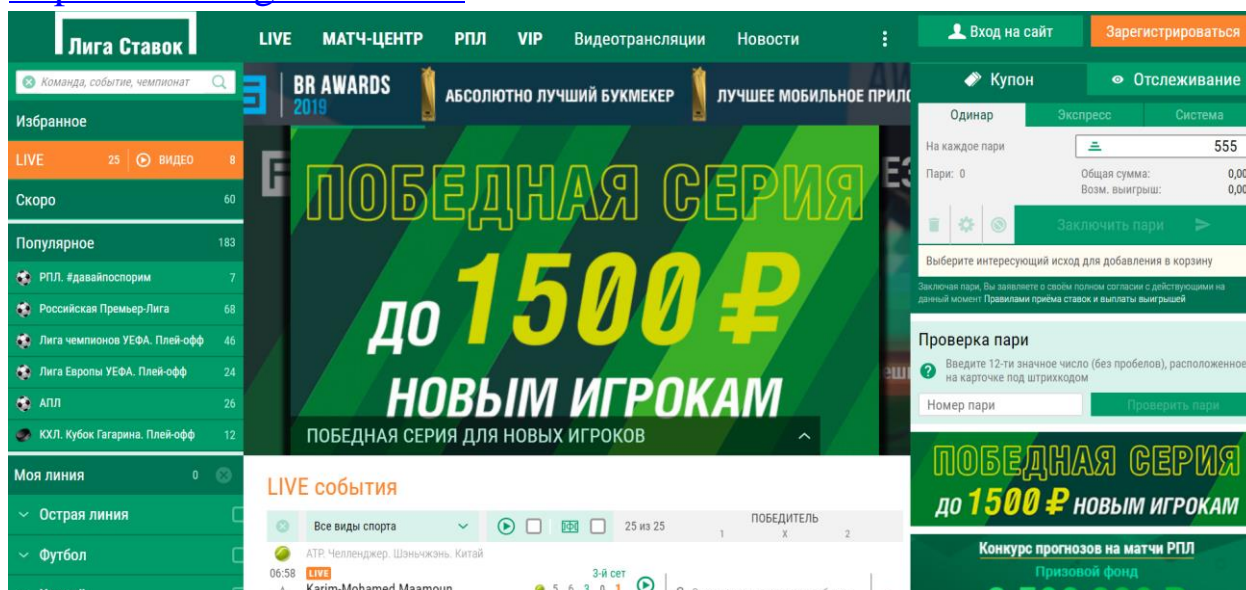 Лига Ставок
LIVE МАТЧ-ЦЕНТР РПЛ VIP Видеотрансляции Новости
Вход на сайт Зарегистрироваться
Команда, событие, чемпионат
Избранное
LIVE 25 ВИДЕО 8
Скоро 60
Популярное 183
РПЛ. #давайпоспорим 7
Российская Премьер-Лига 68
Лига чемпионов УЕФА. Плей-офф 46
Лига Европы УЕФА. Плей-офф 24
АПЛ 26
КХЛ. Кубок Гагарина. Плей-офф 12
Моя линия 0
Острая линия
Футбол
BR AWARDS
2019
АБСОЛЮТНО ЛУЧШИЙ БУКМЕКЕР
ЛУЧШЕЕ МОБИЛЬНОЕ ПРИЛ
ПОБЕДНАЯ СЕРИЯ
ДО 1500 ₽
НОВЫМ ИГРОКАМ
ПОБЕДНАЯ СЕРИЯ ДЛЯ НОВЫХ ИГРОКОВ
LIVE события
Все виды спорта 25 из 25 ПОБЕДИТЕЛЬ
1 X 2
ATP. Челленджер. Шэньчжэнь. Китай
06:58 LIVE 3-й сет
Karim-Mohamed Maamoun 5 6 3 0 1
Купон Отслеживание
Одинар Экспресс Система
На каждое пари 555
Пари: 0 Общая сумма: 0,00
Возм. выигрыш: 0,00
Заключить пари
Выберите интересующий исход для добавления в корзину
Заключая пари, Вы заявляете о своём полном согласии с действующими на
данный момент Правилами приёма ставок и выплаты выигрышей
Проверка пари
Введите 12-ти значное число (без пробелов), расположенное
на карточке под штрихкодом
Номер пари Проверить пари
ПОБЕДНАЯ СЕРИЯ
ДО 1500 ₽ НОВЫМ ИГРОКАМ
Конкурс прогнозов на матчи РПЛ
Призовой фонд